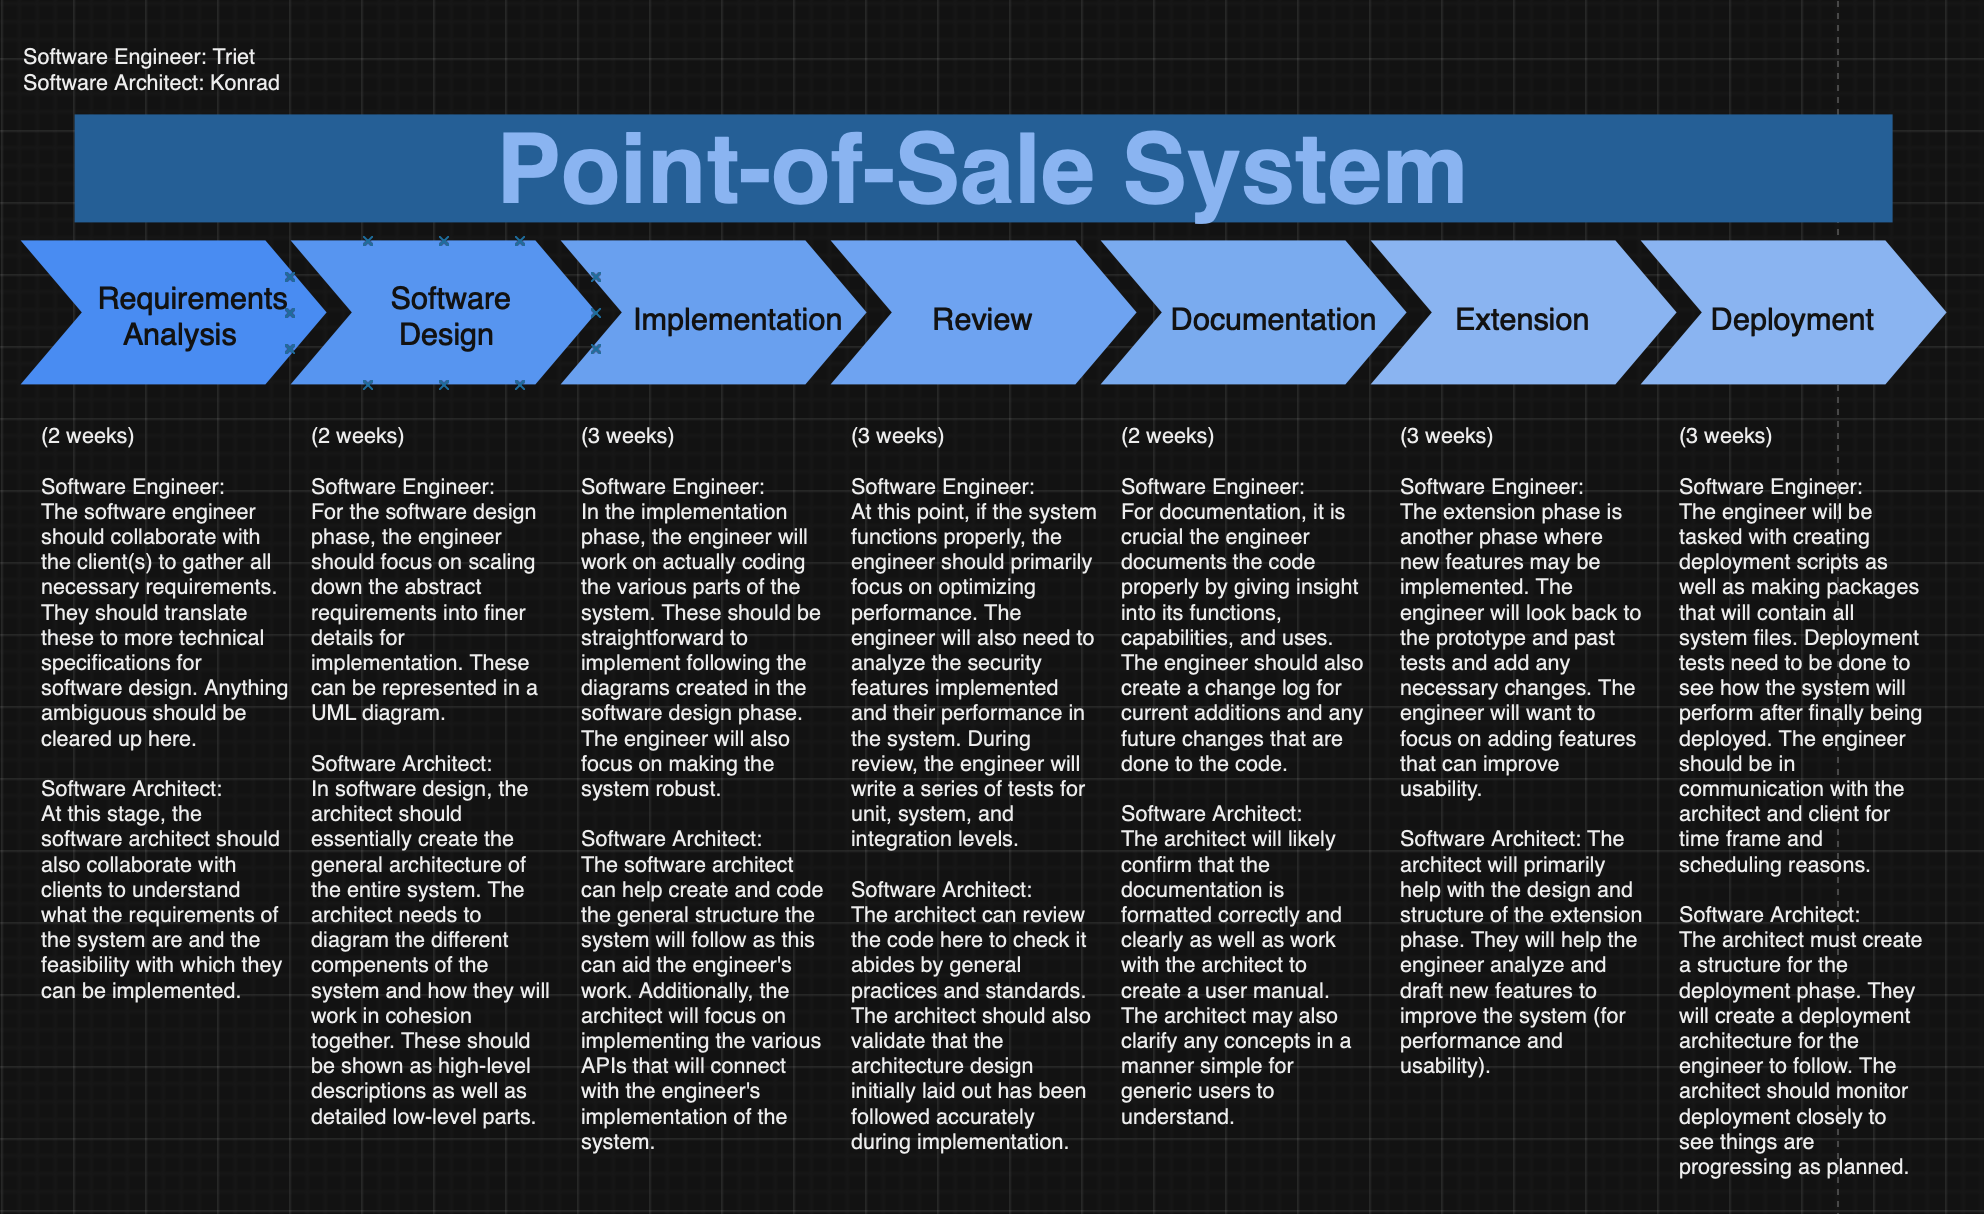 Software Engineer: Triet
Software Architect: Konrad
Point-of-Sale System
Requirements
Analysis
Software
Design
Implementation
Review
Documentation
Extension
Deployment
(2 weeks)
Software Engineer:
The software engineer
should collaborate with
the client(s) to gather all
necessary requirements.
They should translate
these to more technical
specifications for
software design. Anything
ambiguous should be
cleared up here.
Software Architect:
At this stage, the
software architect should
also collaborate with
clients to understand
what the requirements of
the system are and the
feasibility with which they
can be implemented.
(2 weeks)
Software Engineer:
For the software design
phase, the engineer
should focus on scaling
down the abstract
requirements into finer
details for
implementation. These
can be represented in a
UML diagram.
Software Architect:
In software design, the
architect should
essentially create the
general architecture of
the entire system. The
architect needs to
diagram the different
compenents of the
system and how they will
work in cohesion
together. These should
be shown as high-level
descriptions as well as
detailed low-level parts.
(3 weeks)
Software Engineer:
In the implementation
phase, the engineer will
work on actually coding
the various parts of the
system. These should be
straightforward to
implement following the
diagrams created in the
software design phase.
The engineer will also
focus on making the
system robust.
Software Architect:
The software architect
can help create and code
the general structure the
system will follow as this
can aid the engineer's
work. Additionally, the
architect will focus on
implementing the various
APIs that will connect
with the engineer's
implementation of the
system.
(3 weeks)
Software Engineer:
At this point, if the system
functions properly, the
engineer should primarily
focus on optimizing
performance. The
engineer will also need to
analyze the security
features implemented
and their performance in
the system. During
review, the engineer will
write a series of tests for
unit, system, and
integration levels.
Software Architect:
The architect can review
the code here to check it
abides by general
practices and standards.
The architect should also
validate that the
architecture design
initially laid out has been
followed accurately
during implementation.
(2 weeks)
Software Engineer:
For documentation, it is
crucial the engineer
documents the code
properly by giving insight
into its functions,
capabilities, and uses.
The engineer should also
create a change log for
current additions and any
future changes that are
done to the code.
Software Architect:
The architect will likely
confirm that the
documentation is
formatted correctly and
clearly as well as work
with the architect to
create a user manual.
The architect may also
clarify any concepts in a
manner simple for
generic users to
understand.
(3 weeks)
Software Engineer:
The extension phase is
another phase where
new features may be
implemented. The
engineer will look back to
the prototype and past
tests and add any
necessary changes. The
engineer will want to
focus on adding features
that can improve
usability.
Software Architect: The
architect will primarily
help with the design and
structure of the extension
phase. They will help the
engineer analyze and
draft new features to
improve the system (for
performance and
usability).
(3 weeks)
Software Engineer:
The engineer will be
tasked with creating
deployment scripts as
well as making packages
that will contain all
system files. Deployment
tests need to be done to
see how the system will
perform after finally being
deployed. The engineer
should be in
communication with the
architect and client for
time frame and
scheduling reasons.
Software Architect:
The architect must create
a structure for the
deployment phase. They
will create a deployment
architecture for the
engineer to follow. The
architect should monitor
deployment closely to
see things are
progressing as planned.